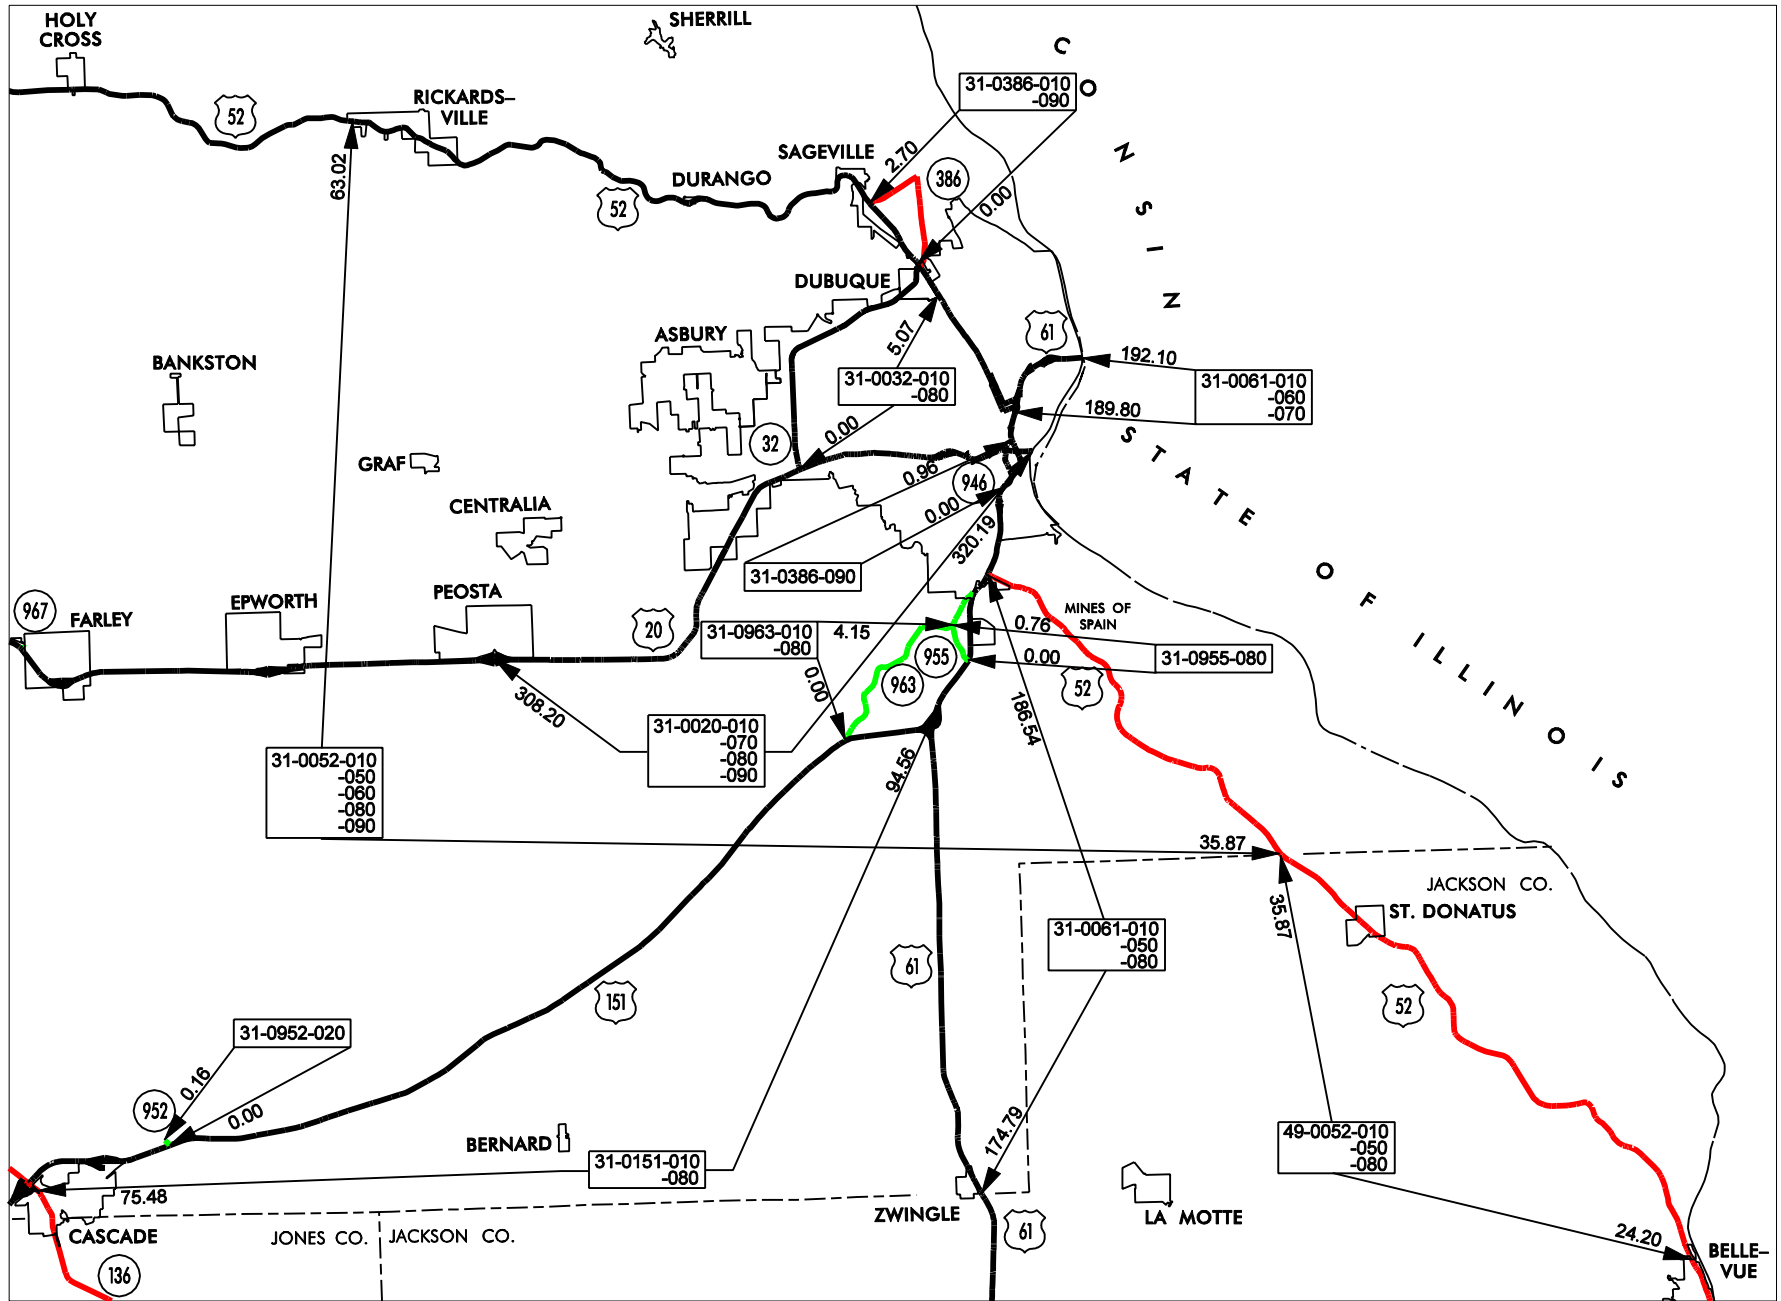 HOLY
CROSS
SHERRILL
C O N S I N
31-0386-010
-090
RICKARDS–
VILLE
52
63.02
SAGEVILLE
2.70
386
DURANGO
52
0.00
DUBUQUE
61
5.07
ASBURY
192.10
BANKSTON
31-0032-010
-080
31-0061-010
-060
-070
189.80
32
0.00
STATE OF ILLINOIS
GRAF
0.96
946
CENTRALIA
0.00
320.19
31-0386-090
967
FARLEY
EPWORTH
PEOSTA
MINES OF
SPAIN
20
31-0963-010
-080
4.15
0.76
955
0.00
31-0955-080
0.00
963
52
308.20
186.54
31-0020-010
-070
-080
-090
31-0052-010
-050
-060
-080
-090
94.56
35.87
JACKSON CO.
ST. DONATUS
35.87
31-0061-010
-050
-080
61
151
52
31-0952-020
0.16
952
0.00
BERNARD
174.79
49-0052-010
-050
-080
31-0151-010
-080
75.48
CASCADE
JONES CO.
JACKSON CO.
ZWINGLE
61
LA MOTTE
24.20
BELLE–
VUE
136